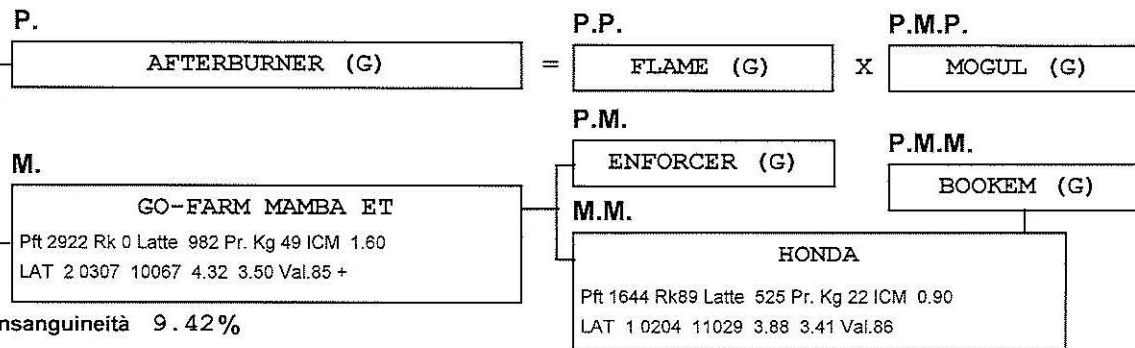 P.
AFTERBURNER (G)
=
P.P.
FLAME (G)
X
P.M.P.
MOGUL (G)
M.
GO-FARM MAMBA ET
Pft 2922 Rk 0 Latte 982 Pr. Kg 49 ICM 1.60
LAT 2 0307 10067 4.32 3.50 Val.85 +
P.M.
ENFORCER (G)
P.M.M.
BOOKEM (G)
M.M.
HONDA
Pft 1644 Rk89 Latte 525 Pr. Kg 22 ICM 0.90
LAT 1 0204 11029 3.88 3.41 Val.86
nsanguineità 9.42%